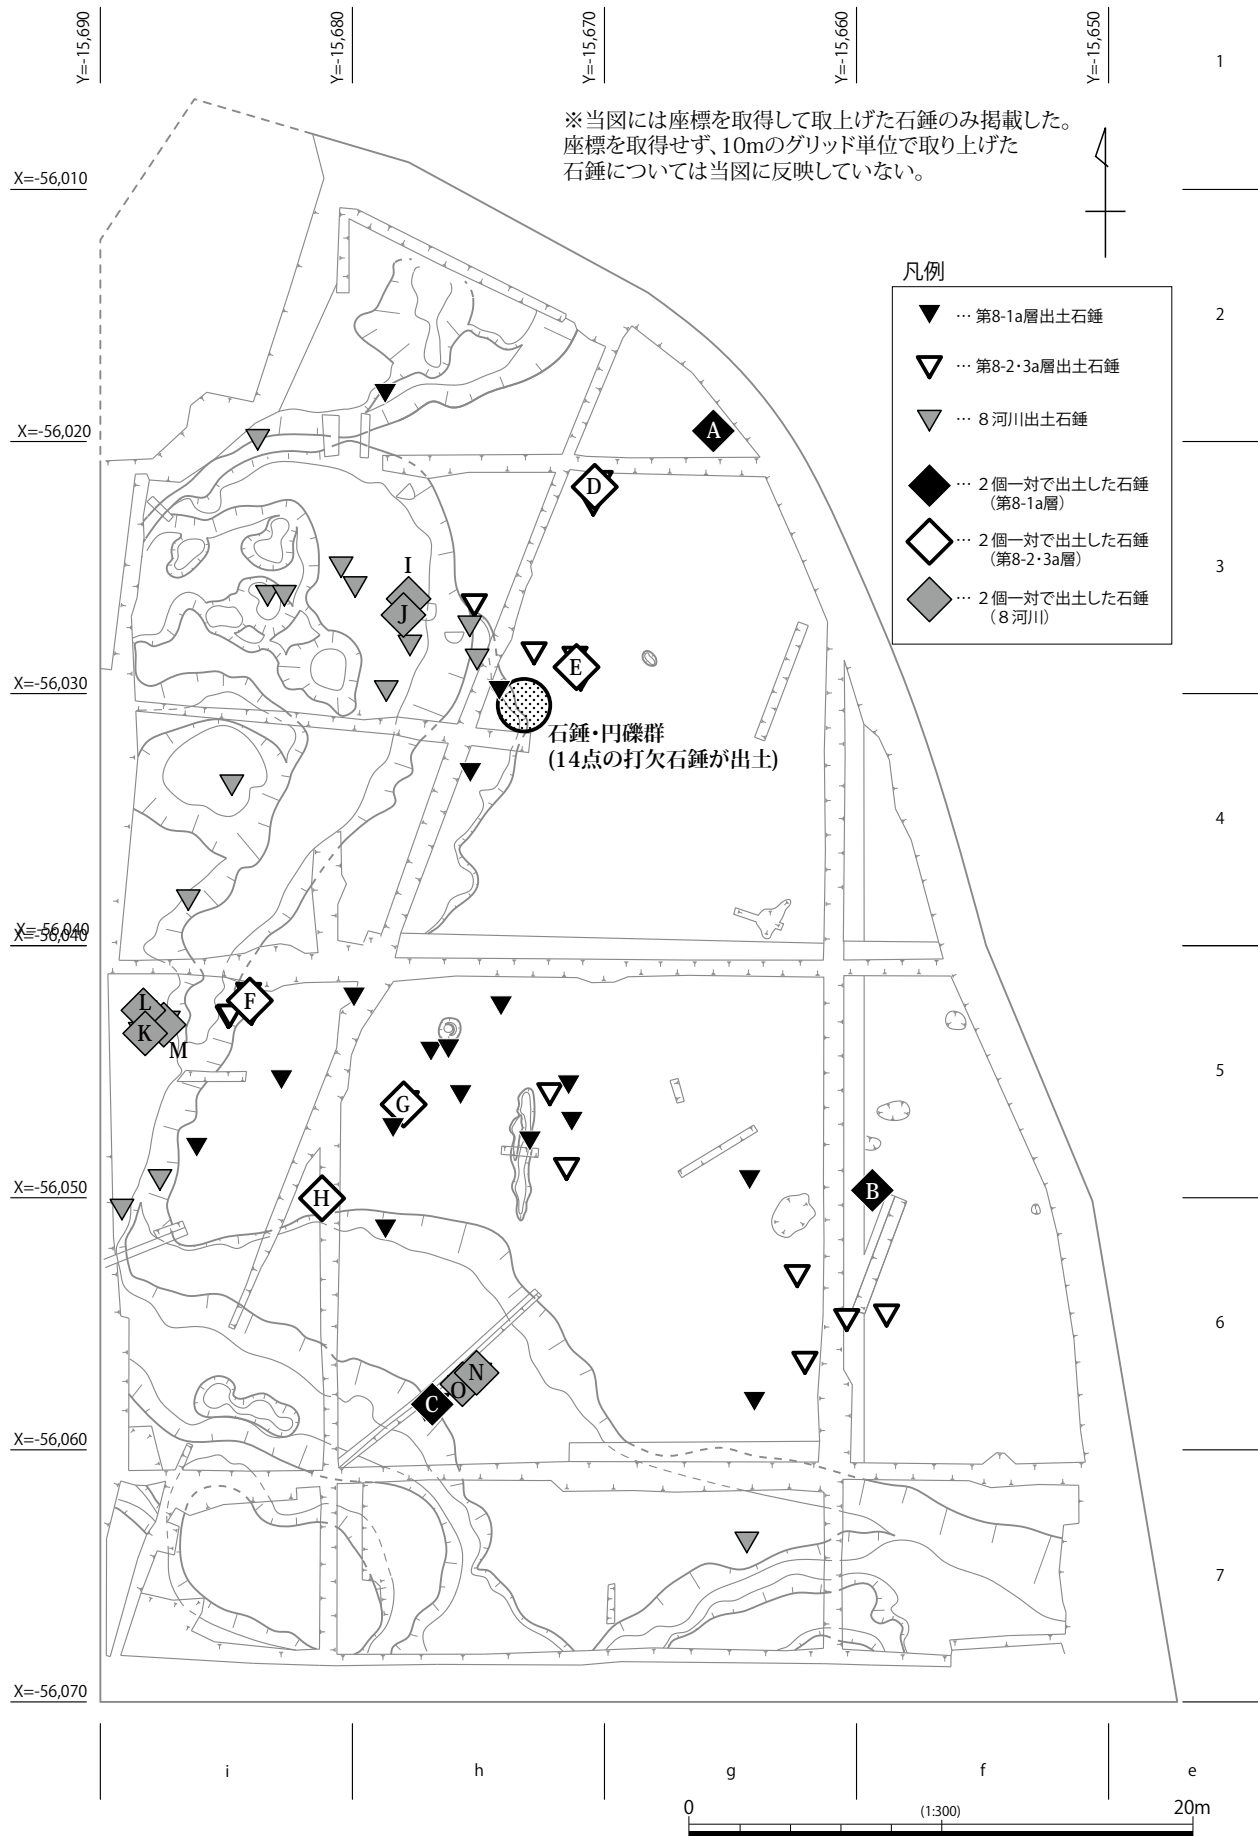 Y=-15,690
Y=-15,680
Y=-15,670
Y=-15,660
Y=-15,650
1
※当図には座標を取得して取上げた石錘のみ掲載した。
座標を取得せず、10mのグリッド単位で取り上げた
石錘については当図に反映していない。
X=-56,010
凡例
2
… 第8-1a層出土石錘
… 第8-2・3a層出土石錘
… 8河川出土石錘
X=-56,020
A
… 2個一対で出土した石錘
(第8-1a層)
D
… 2個一対で出土した石錘
(第8-2・3a層)
3
I
J
… 2個一対で出土した石錘
(8河川)
E
X=-56,030
石錘・円礫群
(14点の打欠石錘が出土)
4
X=-56,040
X=-56,040
L
F
K
M
5
G
B
X=-56,050
H
6
N
O
C
X=-56,060
7
X=-56,070
i
h
g
f
e
0
(1:300)
20m